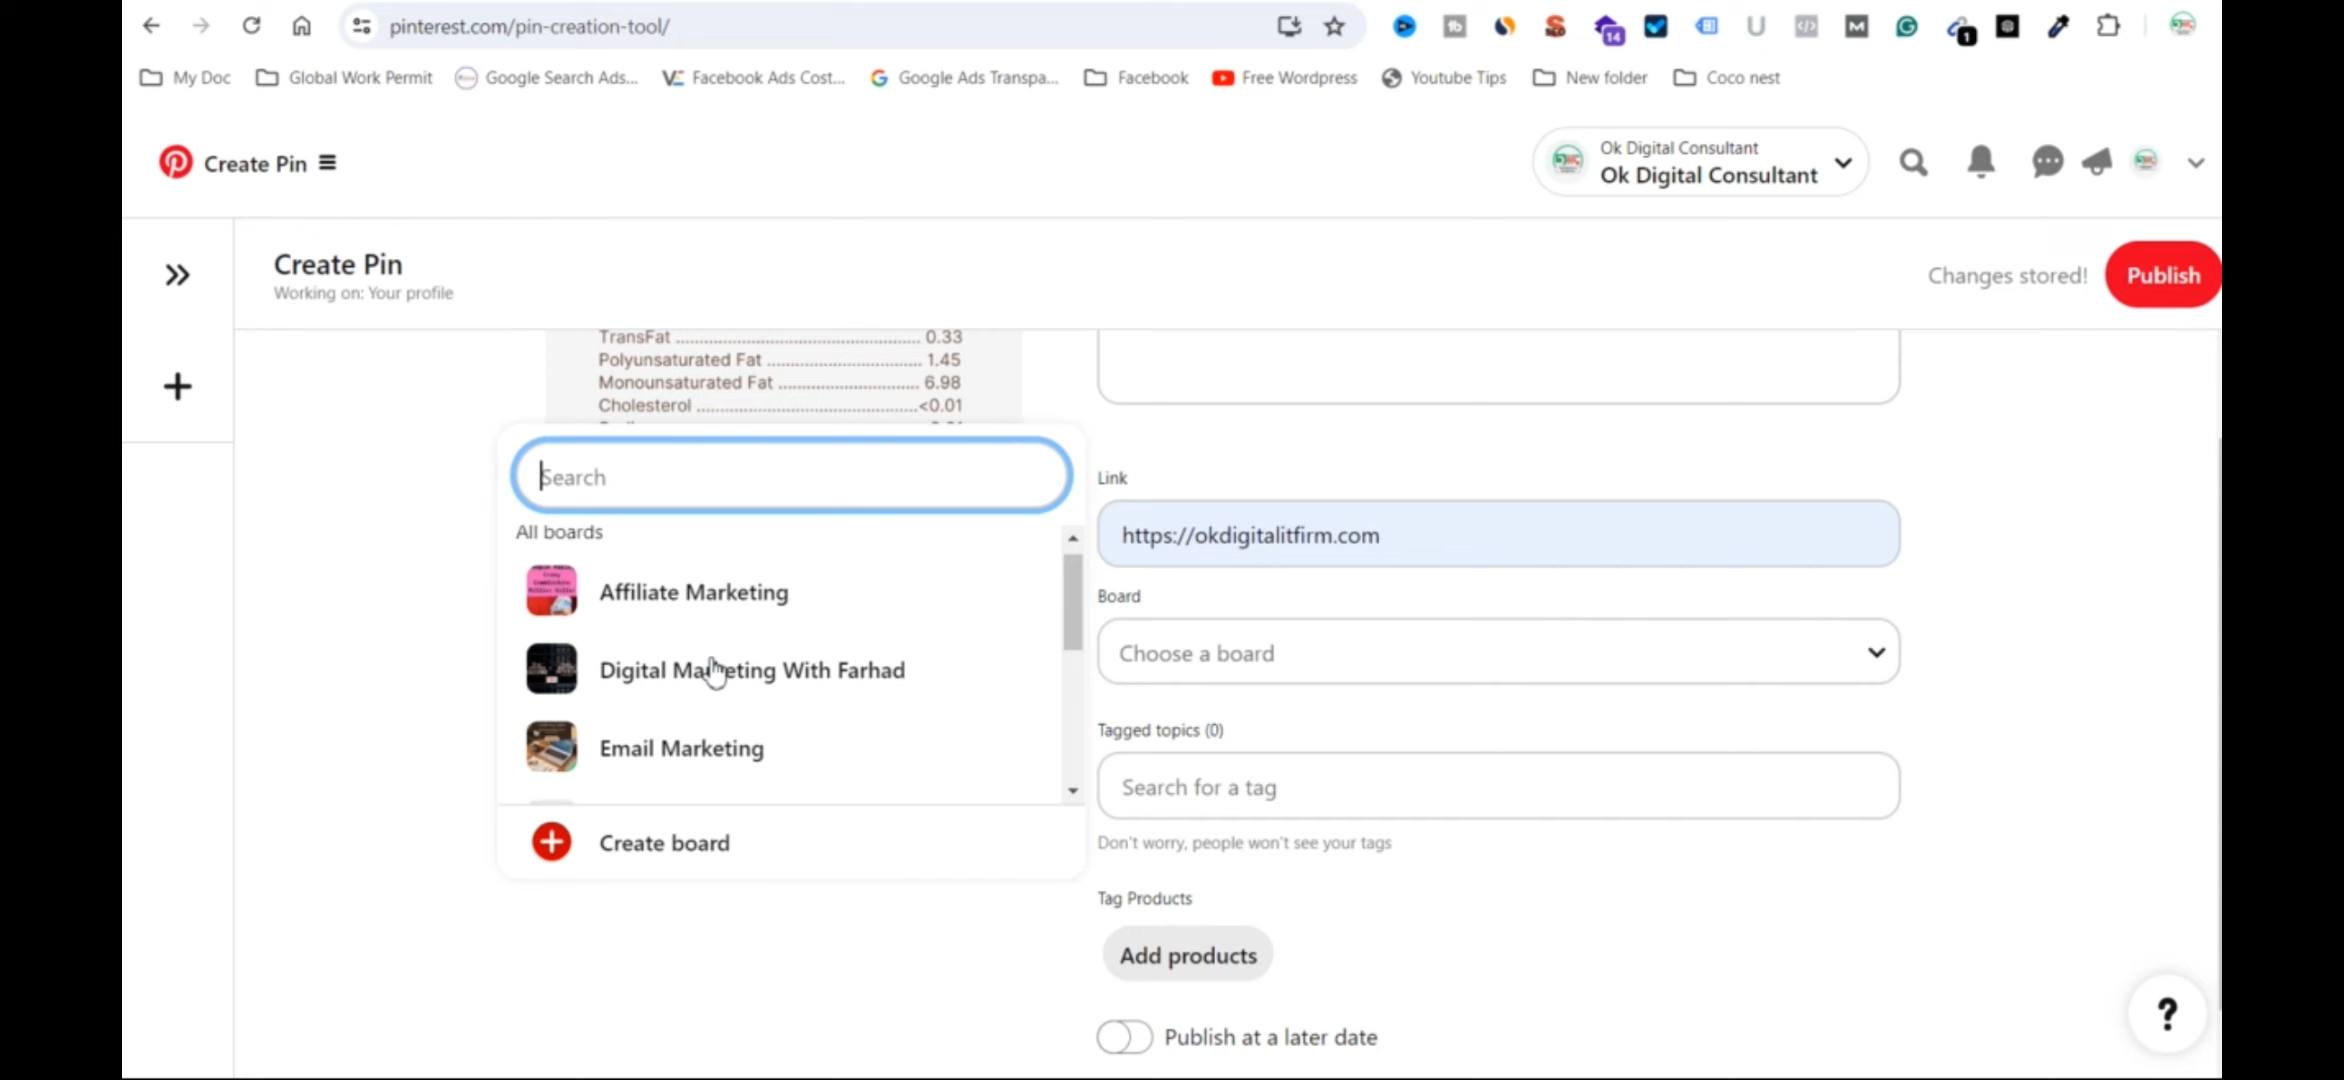 pinterest.com/pin-creation-tool/
14
1
My Doc
Global Work Permit
Google Search Ads...
Facebook Ads Cost...
Google Ads Transpa...
Facebook
Free Wordpress
Youtube Tips
New folder
Coco nest
Create Pin
Ok Digital Consultant
Ok Digital Consultant
Create Pin
Working on: Your profile
Changes stored!
Publish
TransFat ........ 0.33
Polyunsaturated Fat ........ 1.45
Monounsaturated Fat ........ 6.98
Cholesterol ........<0.01
Search
All boards
Affiliate Marketing
Digital Marketing With Farhad
Email Marketing
Create board
Link
https://okdigitalitfirm.com
Board
Choose a board
Tagged topics (0)
Search for a tag
Don't worry, people won't see your tags
Tag Products
Add products
Publish at a later date
?